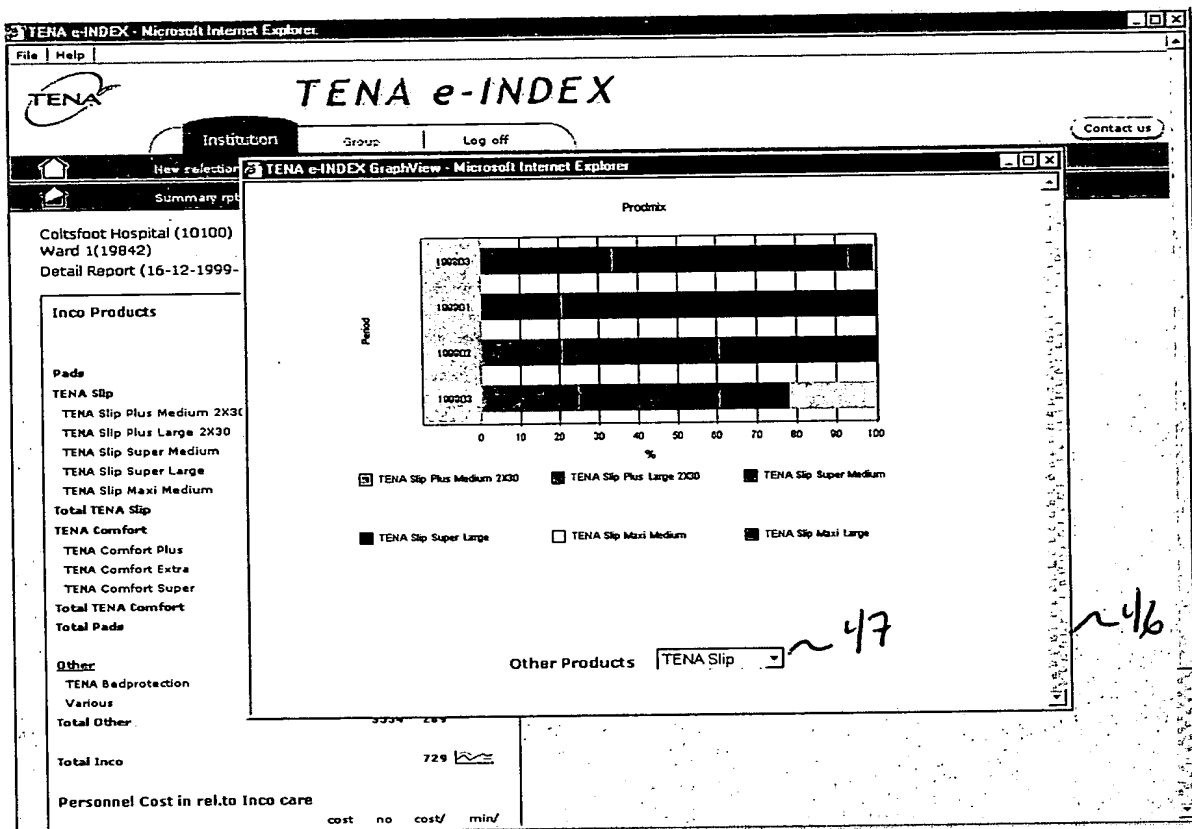 TENA e-INDEX - Microsoft Internet Explorer
File | Help |
TENA
TENA e-INDEX
Institution Group Log off
Contact us
New selection
TENA e-INDEX GraphView - Microsoft Internet Explorer
Summary rpt
Prodmix
Coltsfoot Hospital (10100)
Ward 1(19842)
Detail Report (16-12-1999-
Inco Products
Period
0 10 20 30 40 50 60 70 80 90 100
%
Pads
TENA Slip
TENA Slip Plus Medium 2X30
TENA Slip Plus Large 2X30
TENA Slip Super Medium
TENA Slip Super Large
TENA Slip Maxi Medium
Total TENA Slip
TENA Comfort
TENA Comfort Plus
TENA Comfort Extra
TENA Comfort Super
Total TENA Comfort
Total Pads
TENA Slip Plus Medium 2X30 TENA Slip Plus Large 2X30 TENA Slip Super Medium
TENA Slip Super Large TENA Slip Maxi Medium TENA Slip Maxi Large
Other Products TENA Slip
~ 47
~ 46
Other
TENA Bedprotection
Various
Total Other
Total Inco 729
Personnel Cost in rel.to Inco care
cost no cost/ min/